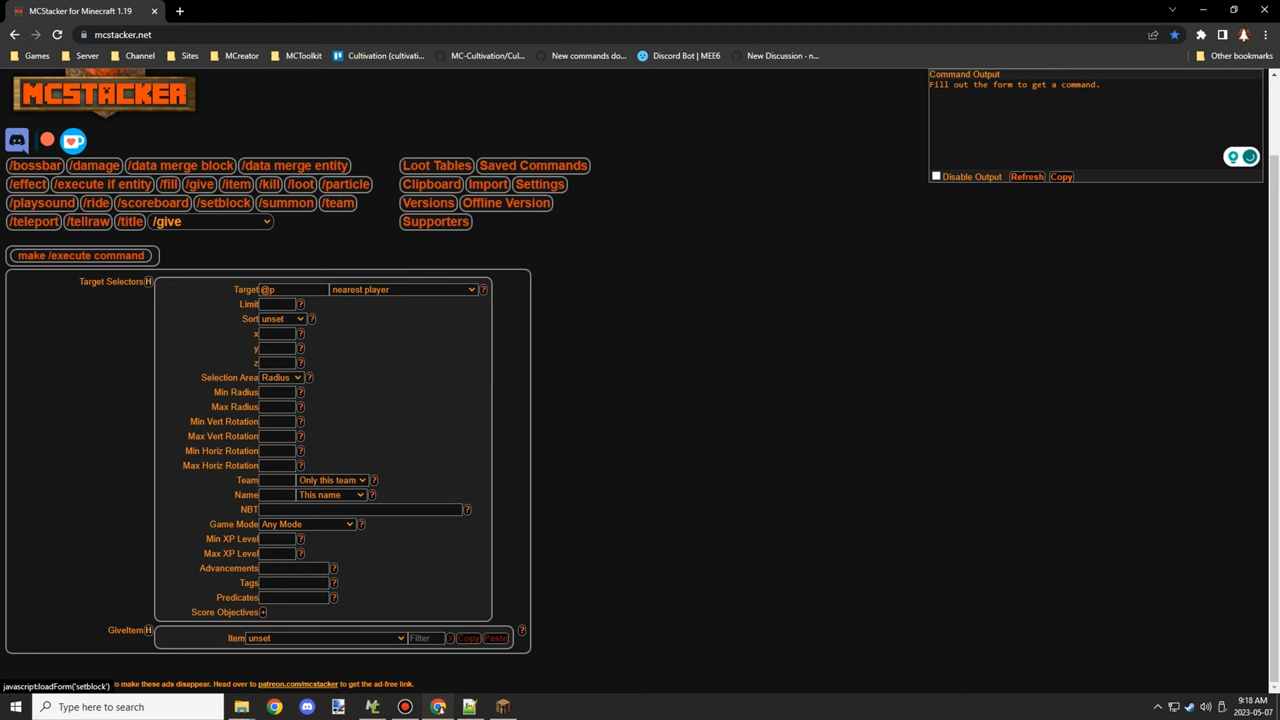 MCStacker for Minecraft 1.19
mcstacker.net
Games Server Channel Sites MCreator MCToolkit Cultivation (cultivati... MC-Cultivation/Cul... New commands do... Discord Bot | MEE6 New Discussion - n... Other bookmarks
MCSTACKER
Command Output
Fill out the form to get a command.
Disable Output Refresh Copy
/bossbar /damage /data merge block /data merge entity
/effect /execute if entity /fill /give /item /kill /loot /particle
/playsound /ride /scoreboard /setblock /summon /team
/teleport /tellraw /title /give
Loot Tables Saved Commands
Clipboard Import Settings
Versions Offline Version
Supporters
make /execute command
Target Selectors H
Target @p nearest player ?
Limit ?
Sort unset ?
x ?
y ?
z ?
Selection Area Radius ?
Min Radius ?
Max Radius ?
Min Vert Rotation ?
Max Vert Rotation ?
Min Horiz Rotation ?
Max Horiz Rotation ?
Team Only this team ?
Name This name ?
NBT ?
Game Mode Any Mode ?
Min XP Level ?
Max XP Level ?
Advancements ?
Tags ?
Predicates ?
Score Objectives +
GiveItem H
Item unset Filter X Copy Paste ?
javascript:loadForm('setblock')
to make these ads disappear. Head over to patreon.com/mcstacker to get the ad-free link.
Type here to search
9:18 AM
2023-05-07